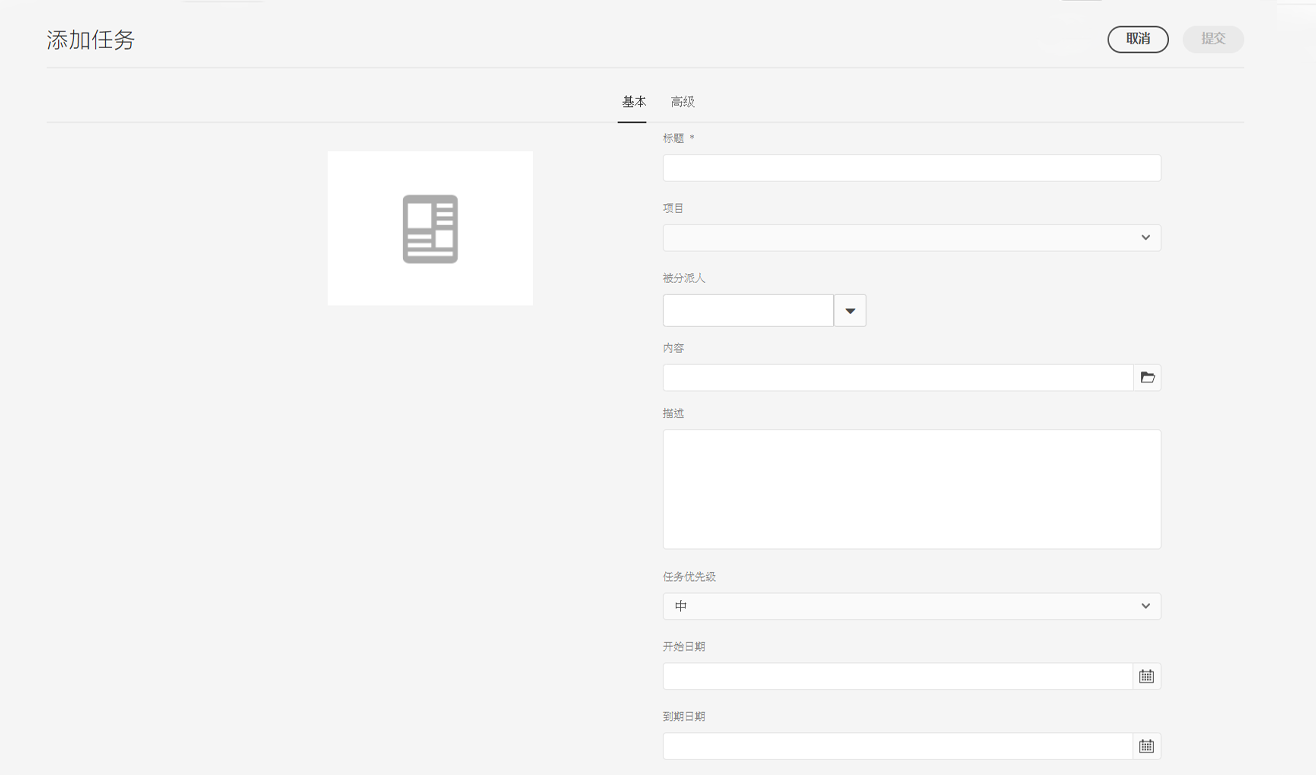 添加任务
取消
提交
基本
高级
标题 *
项目
被分派人
内容
描述
任务优先级
中
开始日期
到期日期